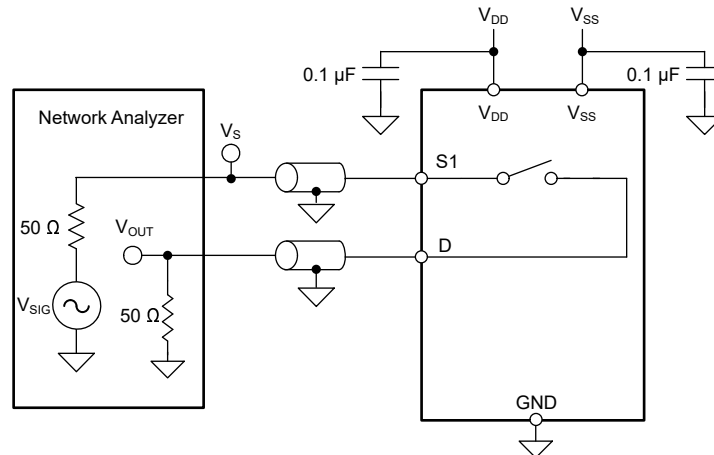 VDD
VSS
0.1 µF
0.1 µF
VDD
VSS
Network Analyzer
VS
S1
50 Ω
VOUT
D
VSIG
50 Ω
GND